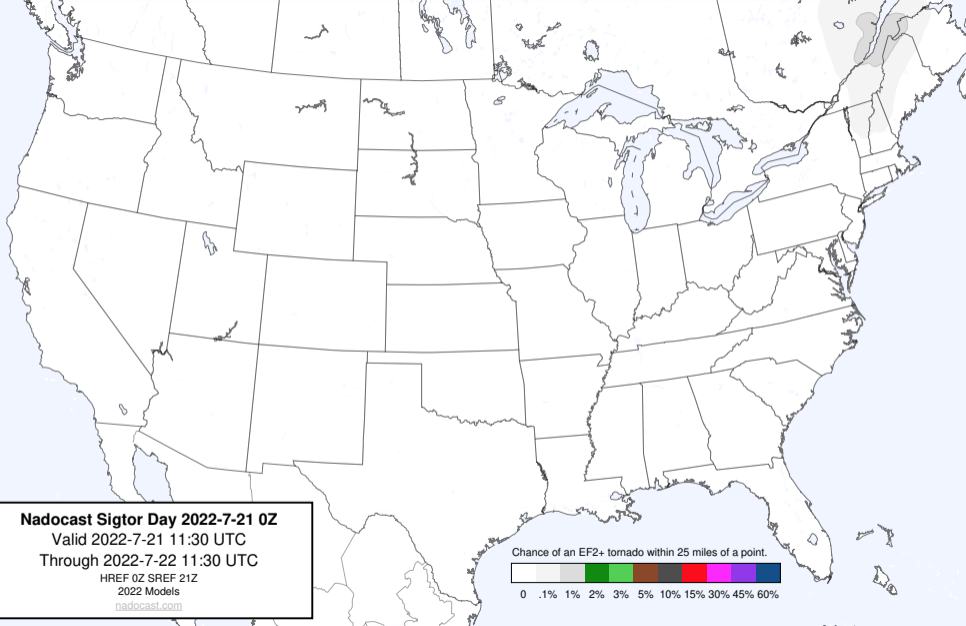 Nadocast Sigtor Day 2022-7-21 0Z
Valid 2022-7-21 11:30 UTC
Through 2022-7-22 11:30 UTC
HREF 0Z SREF 21Z
2022 Models
nadocast.com
Chance of an EF2+ tornado within 25 miles of a point.
0 .1% 1% 2% 3% 5% 10% 15% 30% 45% 60%